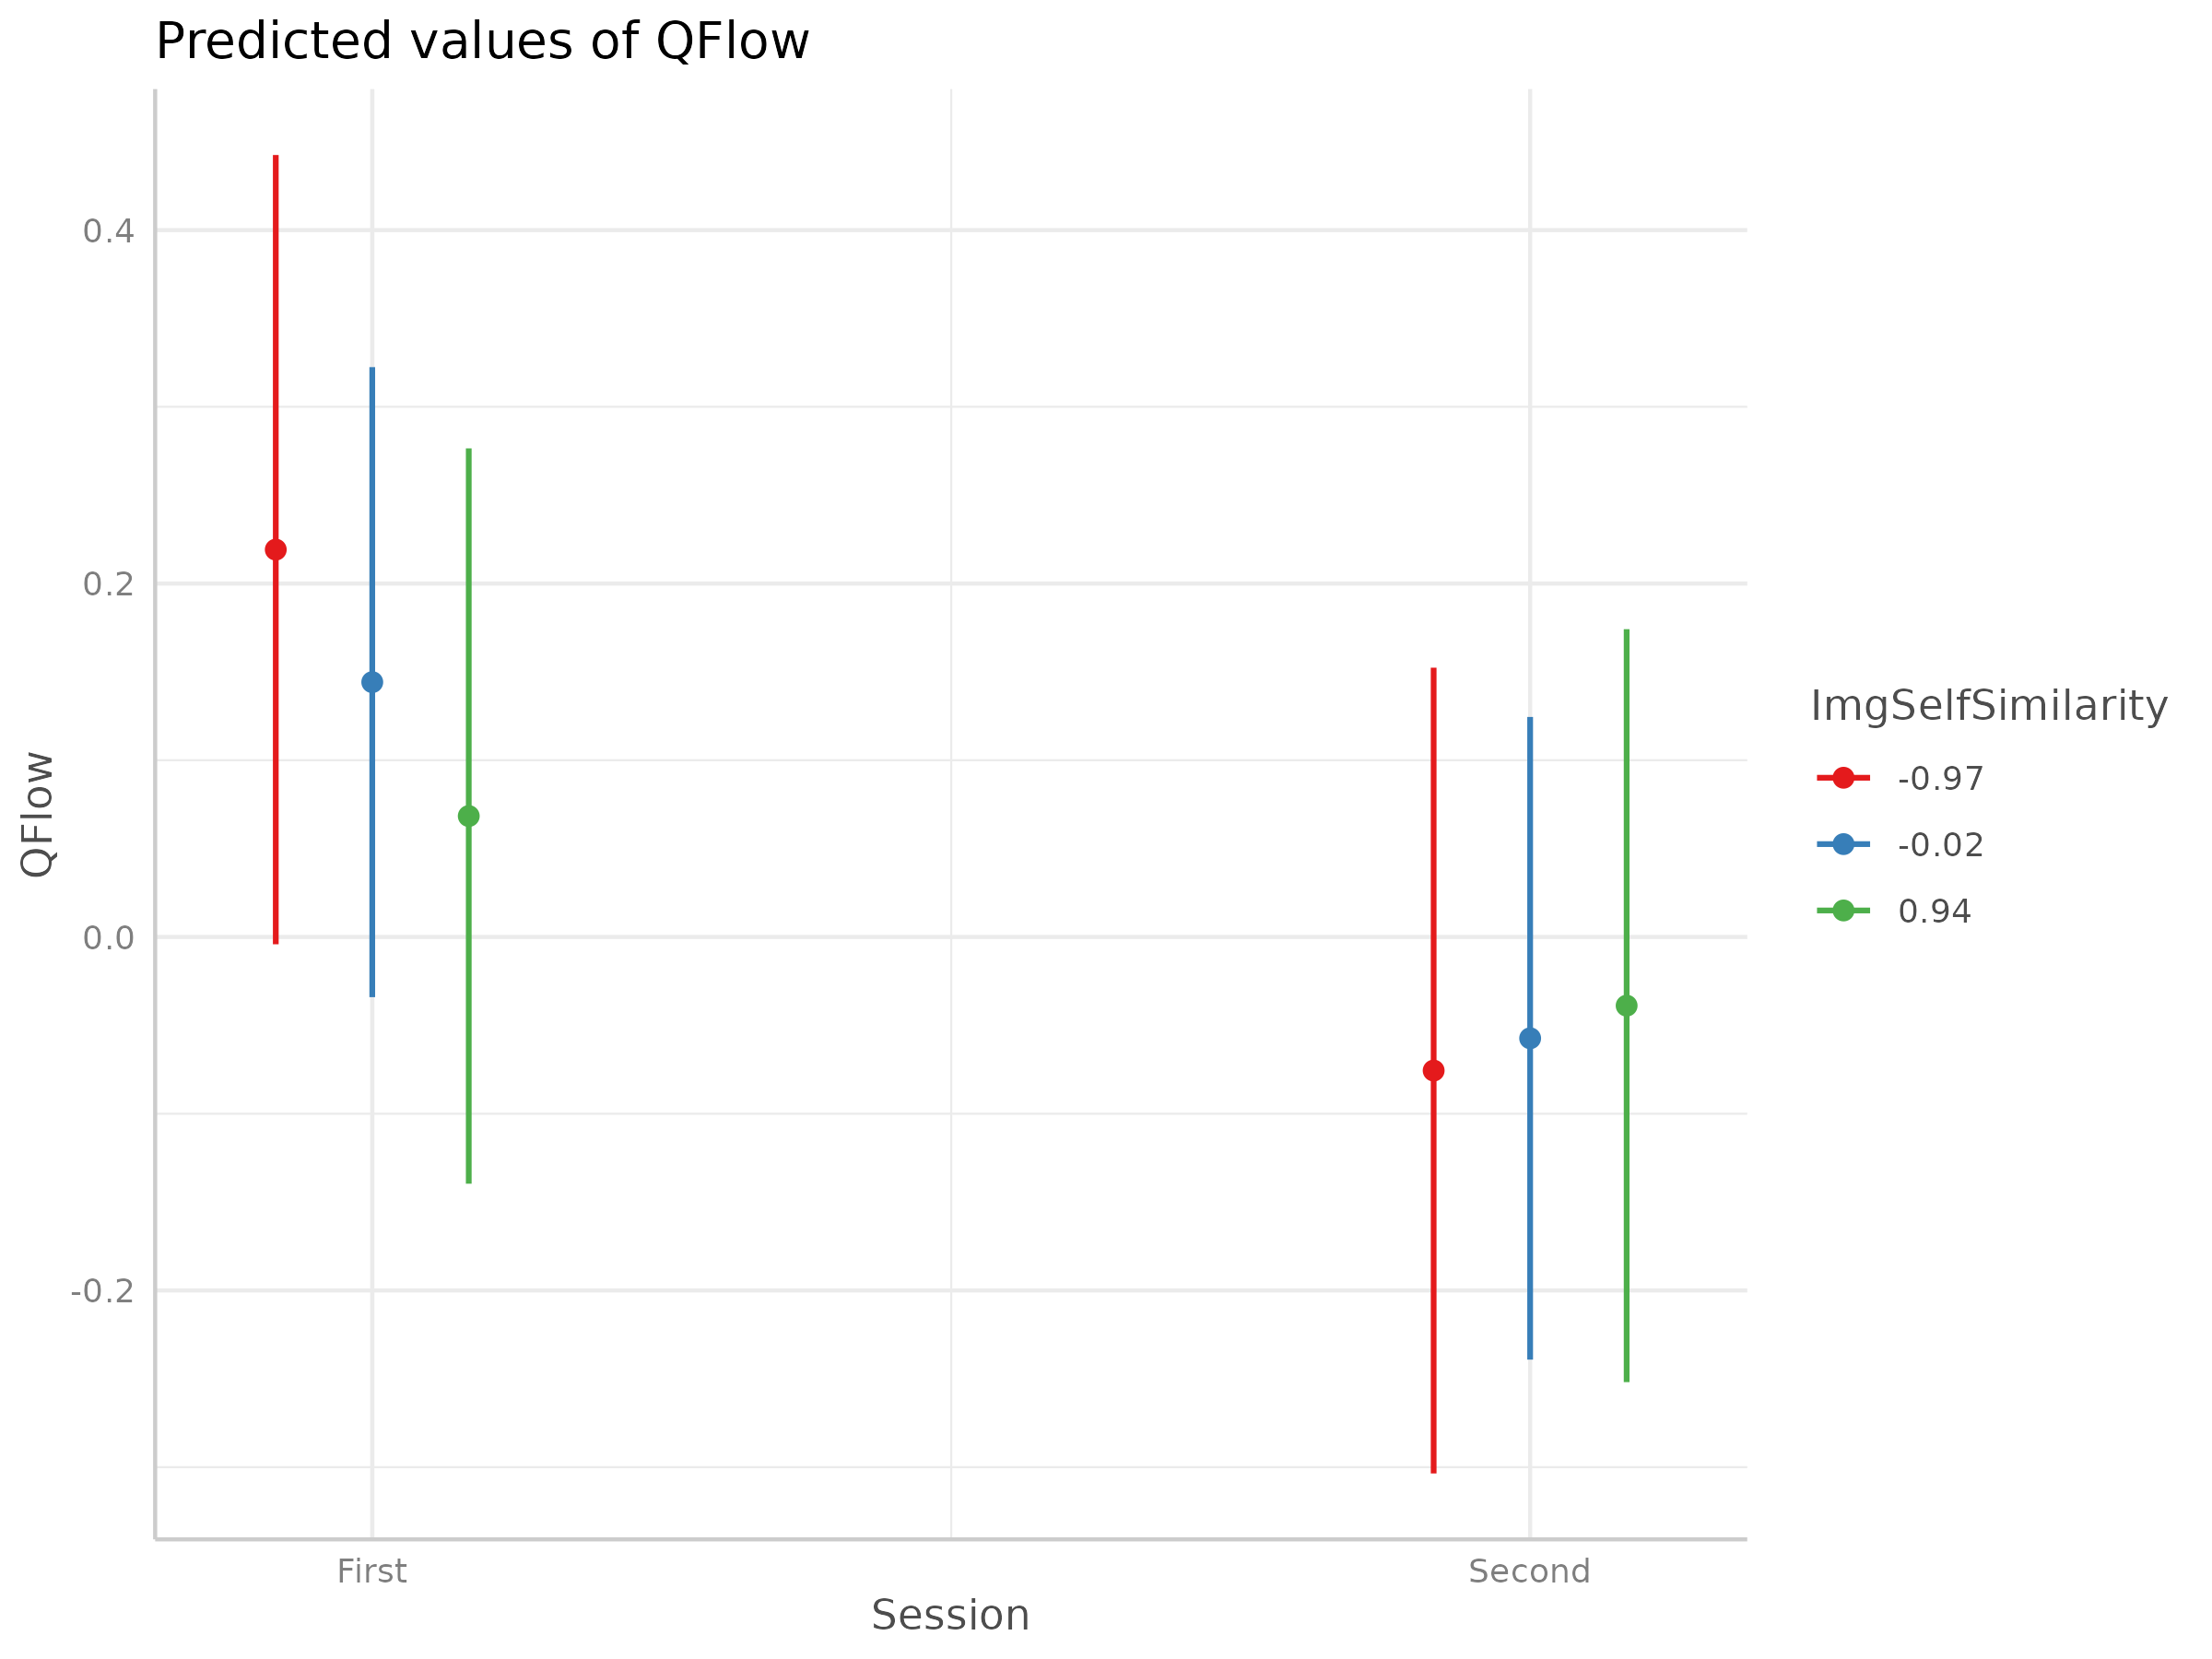 Predicted values of QFlow
QFlow
0.4
0.2
0.0
-0.2
First
Second
Session
ImgSelfSimilarity
-0.97
-0.02
0.94